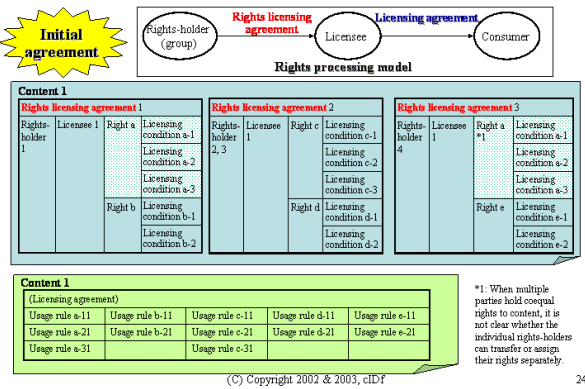 Initial
agreement
Rights-holder
(group)
Rights licensing
agreement
Licensee
Licensing agreement
Consumer
Rights processing model
Content 1
Rights licensing agreement 1
Rights-
holder
1
Licensee 1
Right a
Licensing
condition a-1
Licensing
condition a-2
Licensing
condition a-3
Right b
Licensing
condition b-1
Licensing
condition b-2
Rights licensing agreement 2
Rights-
holder
2, 3
Licensee
1
Right c
Licensing
condition c-1
Licensing
condition c-2
Licensing
condition c-3
Right d
Licensing
condition d-1
Licensing
condition d-2
Rights licensing agreement 3
Rights-
holder
4
Licensee
1
Right a
*1
Licensing
condition a-1
Licensing
condition a-2
Licensing
condition a-3
Right e
Licensing
condition e-1
Licensing
condition e-2
Content 1
(Licensing agreement)
Usage rule a-11 Usage rule b-11 Usage rule c-11 Usage rule d-11 Usage rule e-11
Usage rule a-21 Usage rule b-21 Usage rule c-21 Usage rule d-21 Usage rule e-21
Usage rule a-31 Usage rule c-31
*1: When multiple
parties hold coequal
rights to content, it is
not clear whether the
individual rights-holders
can transfer or assign
their rights separately.
(C) Copyright 2002 & 2003, cIDf
24